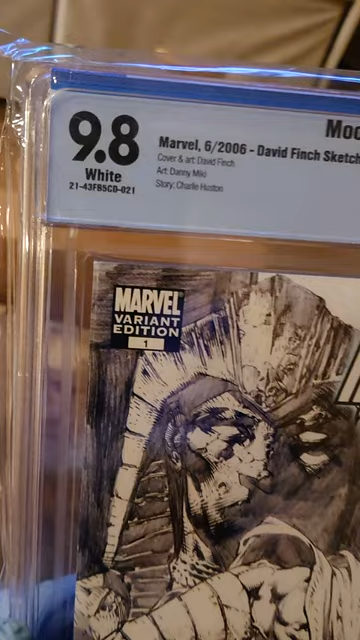 Moo
9.8
White
21-43FB5CD-021
Marvel, 6/2006 - David Finch Sketch
Cover & art: David Finch
Art: Danny Miki
Story: Charlie Huston
MARVEL
VARIANT
EDITION
1